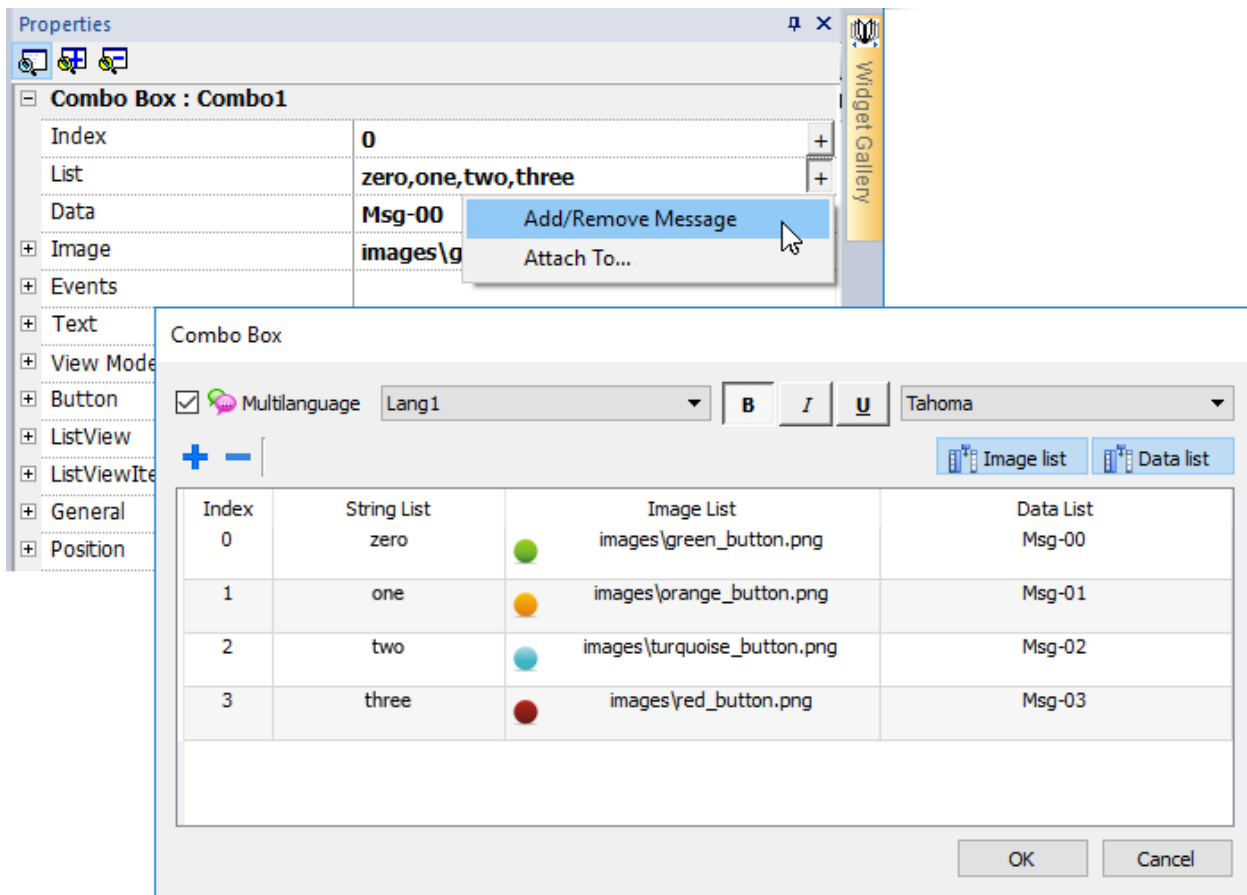 Properties
Widget Gallery
Combo Box : Combo1
Index 0 +
List zero,one,two,three +
Data Msg-00
Add/Remove Message
Image images\g
Attach To...
Events
Text
View Mode
Button
ListView
ListViewIte
General
Position
Combo Box
Multilanguage Lang1 B I U Tahoma
Image list Data list
Index String List Image List Data List
0 zero images\green_button.png Msg-00
1 one images\orange_button.png Msg-01
2 two images\turquoise_button.png Msg-02
3 three images\red_button.png Msg-03
OK Cancel